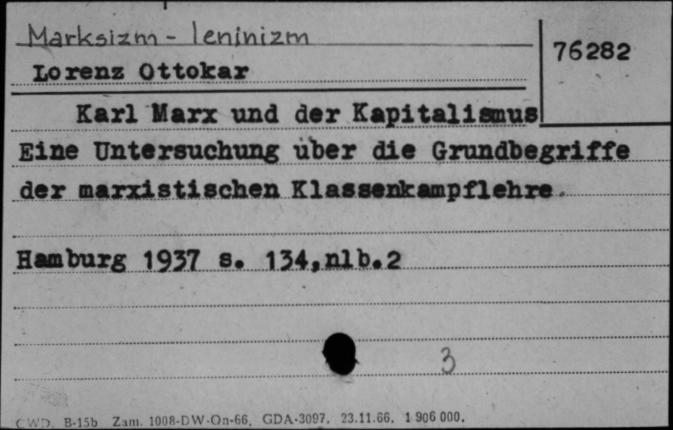 Marksizm - leninizm
76282
Lorenz Ottokar
Karl Marx und der Kapitalismus
Eine Untersuchung über die Grundbegriffe
der marxistischen Klassenkampflehre.
Hamburg 1937 s. 134,nlb.2
3
CWD. B-15b Zam. 1008-DW-On-66, GDA-3097. 23.11.66. 1 906 000.